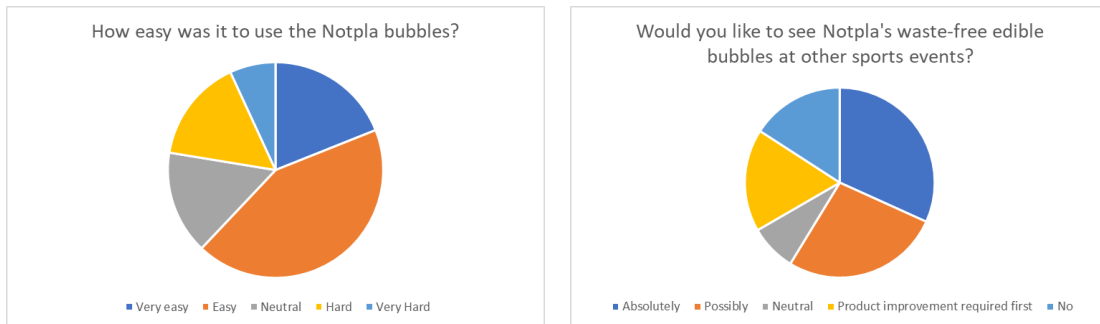 How easy was it to use the Notpla bubbles?
Very easy Easy Neutral Hard Very Hard
Would you like to see Notpla's waste-free edible
bubbles at other sports events?
Absolutely Possibly Neutral Product improvement required first No